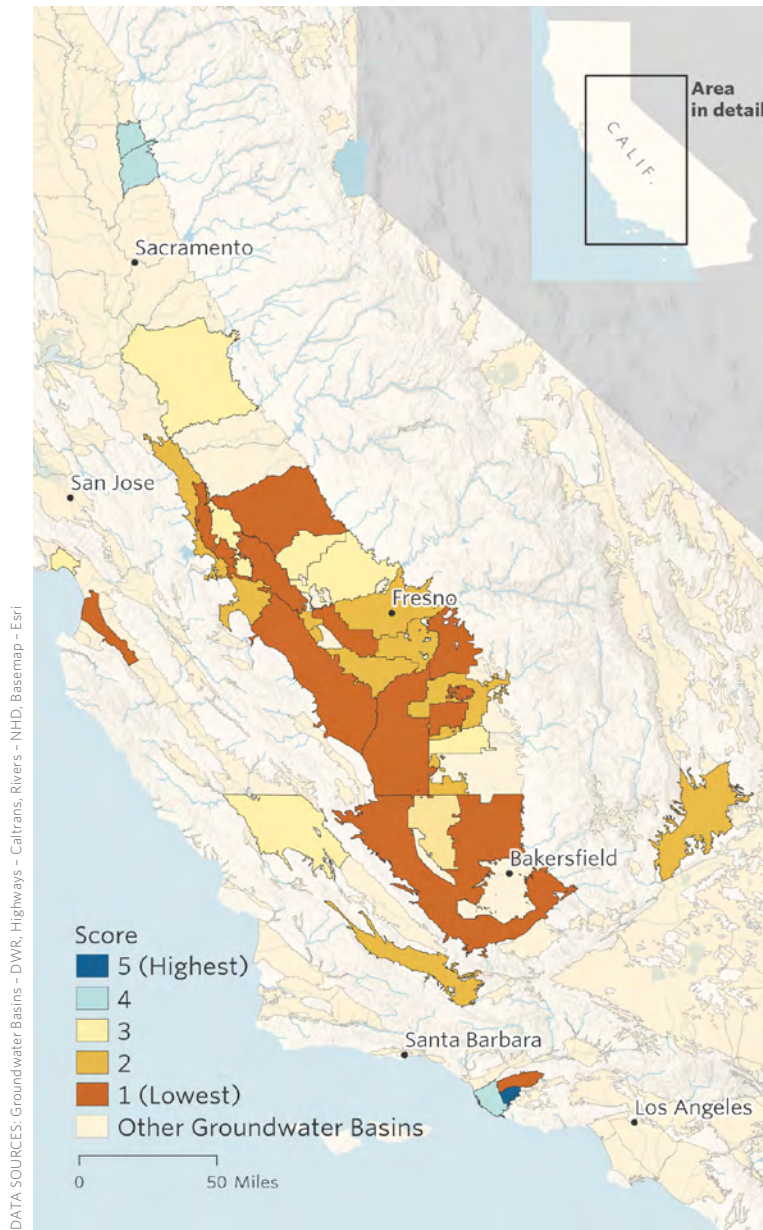 Area
in detail
CALIF.
Sacramento
San Jose
Fresno
Bakersfield
Santa Barbara
Los Angeles
Score
5 (Highest)
4
3
2
1 (Lowest)
Other Groundwater Basins
0 50 Miles
DATA SOURCES: Groundwater Basins – DWR, Highways – Caltrans, Rivers – NHD, Basemap – Esri